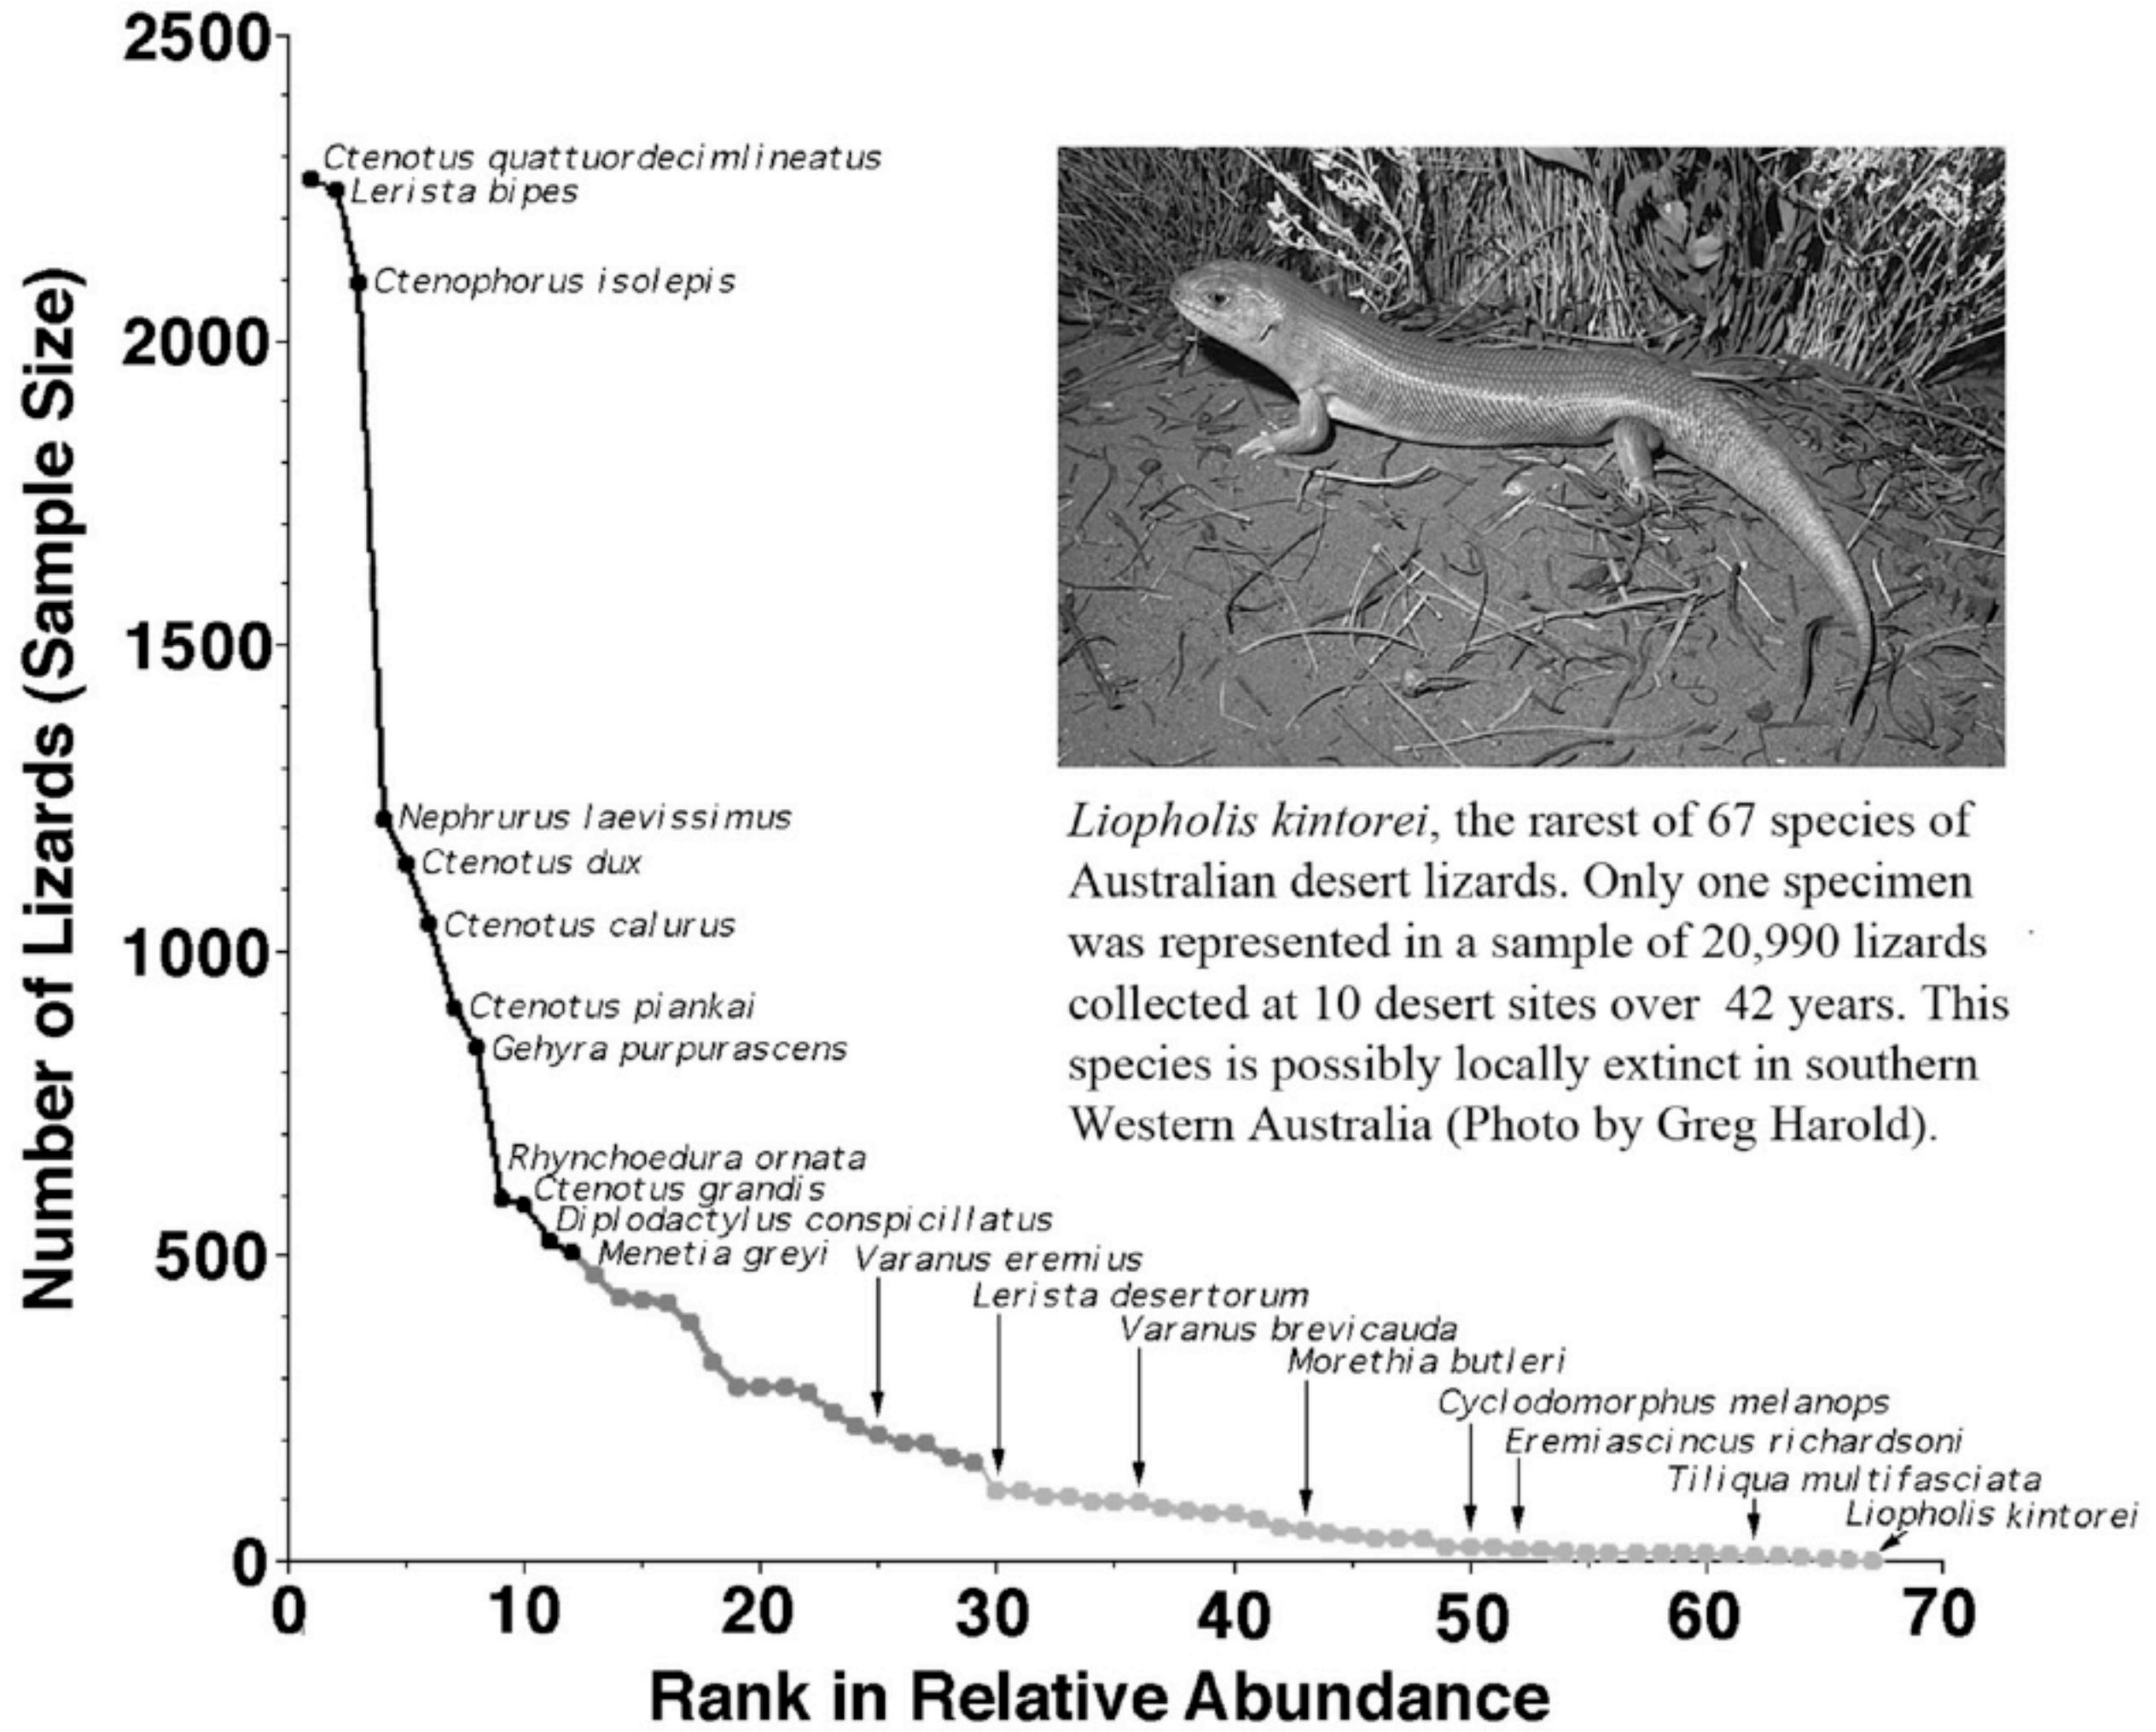 2500
2000
1500
1000
500
0
Number of Lizards (Sample Size)
Ctenotus quattuordecimlineatus
Lerista bipes
Ctenophorus isolepis
Nephrurus laevissimus
Ctenotus dux
Ctenotus calurus
Ctenotus piankai
Gehyra purpurascens
Rhynchoedura ornata
Ctenotus grandis
Diplodactylus conspicillatus
Menetia greyi
Varanus eremius
Lerista desertorum
Varanus brevicauda
Morethia butleri
Cyclodomorphus melanops
Eremiascincus richardsoni
Tiliqua multifasciata
Liopholis kintorei
Liopholis kintorei, the rarest of 67 species of
Australian desert lizards. Only one specimen
was represented in a sample of 20,990 lizards
collected at 10 desert sites over 42 years. This
species is possibly locally extinct in southern
Western Australia (Photo by Greg Harold).
0 10 20 30 40 50 60 70
Rank in Relative Abundance